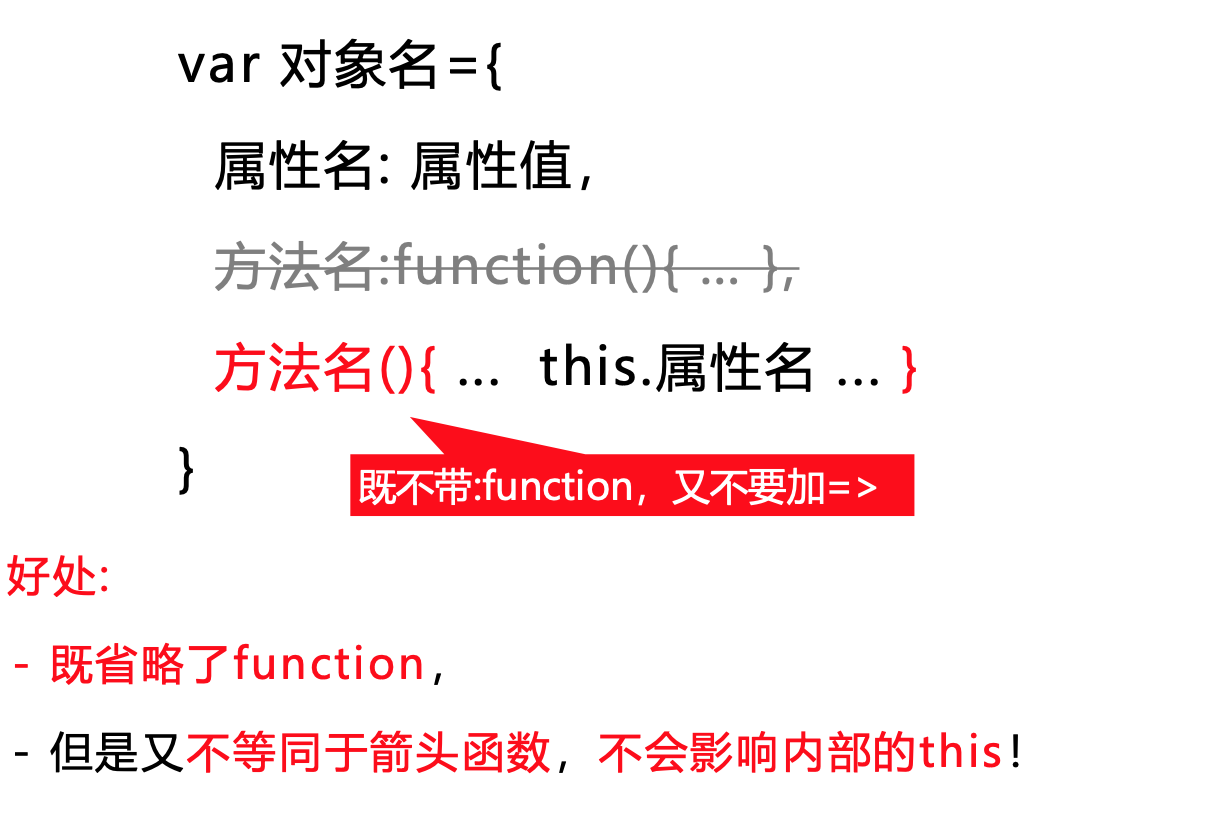 var 对象名={
属性名: 属性值,
方法名:function(){ … },
方法名(){ … this.属性名 … }
}
既不带:function，又不要加=>
好处:
- 既省略了function，
- 但是又不等同于箭头函数，不会影响内部的this！